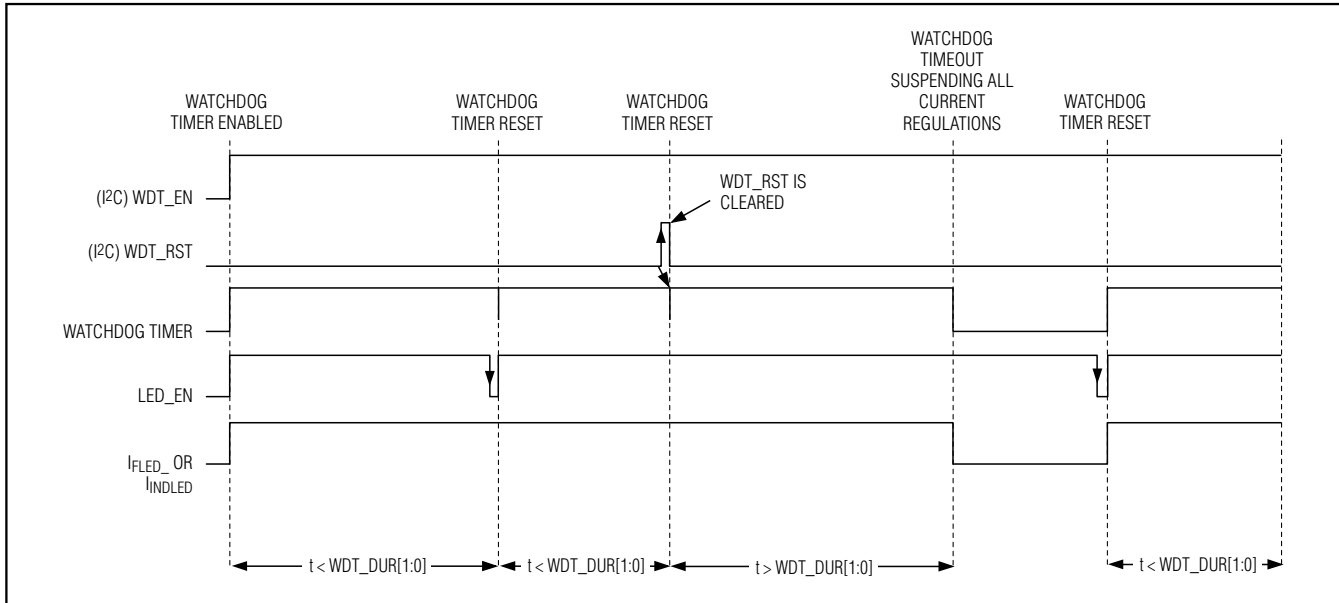 WATCHDOG
TIMER ENABLED
WATCHDOG
TIMER RESET
WATCHDOG
TIMER RESET
WATCHDOG
TIMEOUT
SUSPENDING ALL
CURRENT
REGULATIONS
WATCHDOG
TIMER RESET
(I²C) WDT_EN
WDT_RST IS
CLEARED
(I²C) WDT_RST
WATCHDOG TIMER
LED_EN
IFLED_ OR
IINDLED
t < WDT_DUR[1:0]
t < WDT_DUR[1:0]
t > WDT_DUR[1:0]
t < WDT_DUR[1:0]